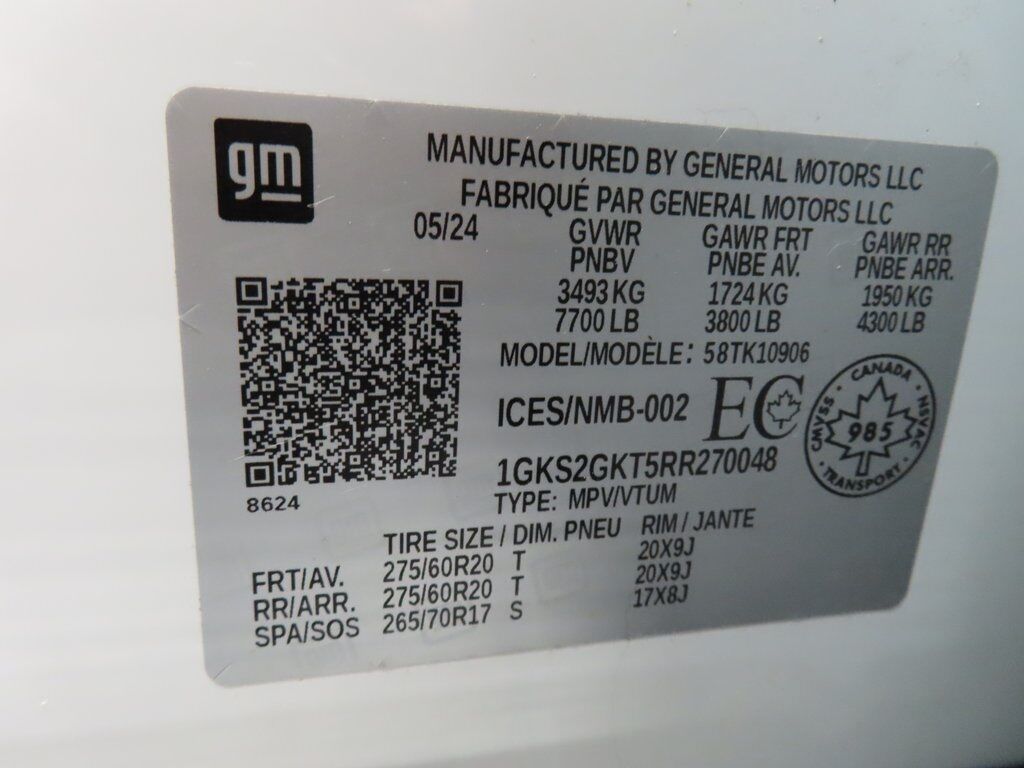 gm
MANUFACTURED BY GENERAL MOTORS LLC
FABRIQUÉ PAR GENERAL MOTORS LLC
05/24 GVWR GAWR FRT GAWR RR
PNBV PNBE AV. PNBE ARR.
3493 KG 1724 KG 1950 KG
7700 LB 3800 LB 4300 LB
MODEL/MODÈLE: 58TK10906
ICES/NMB-002 EC
CANADA
CMVSS 985 NSVAC
TRANSPORT
1GKS2GKT5RR270048
8624
TYPE: MPV/VTUM
TIRE SIZE / DIM. PNEU RIM / JANTE
FRT/AV. 275/60R20 T 20X9J
RR/ARR. 275/60R20 T 20X9J
SPA/SOS 265/70R17 S 17X8J